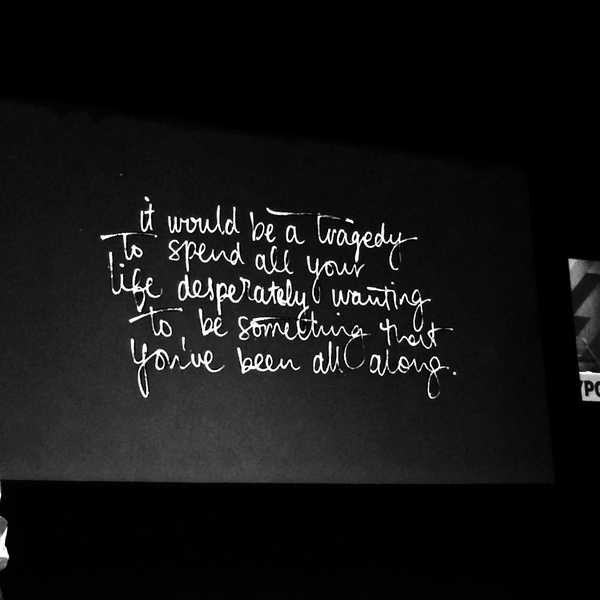 it would be a tragedy
to spend all your
life desperately wanting
to be something that
you've been all along.
YPO